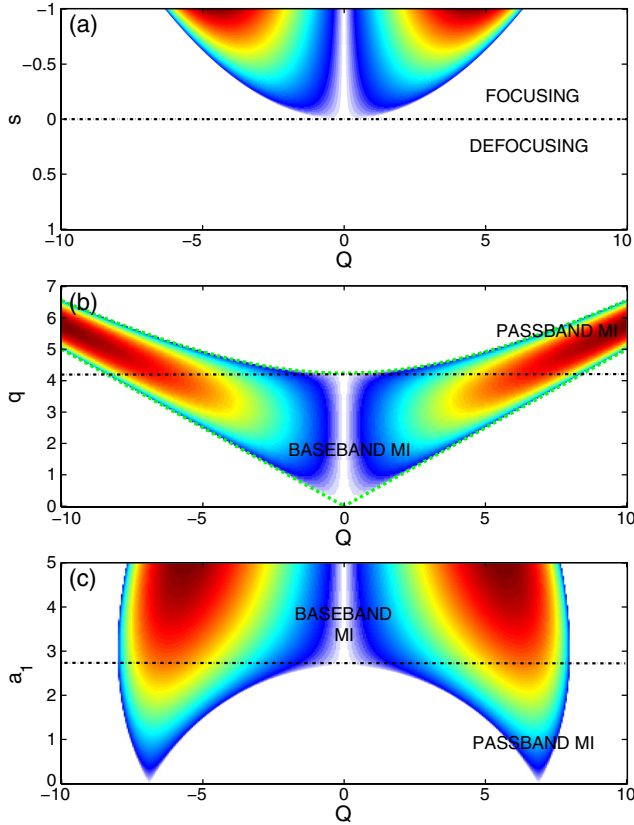 (a)
−1
−0.5
0
0.5
1
s
FOCUSING
DEFOCUSING
−10
−5
0
5
10
Q
(b)
7
6
5
4
3
2
1
0
q
PASSBAND MI
BASEBAND MI
−10
−5
0
5
10
Q
(c)
5
4
3
2
1
0
a1
BASEBAND
MI
PASSBAND MI
−10
−5
0
5
10
Q